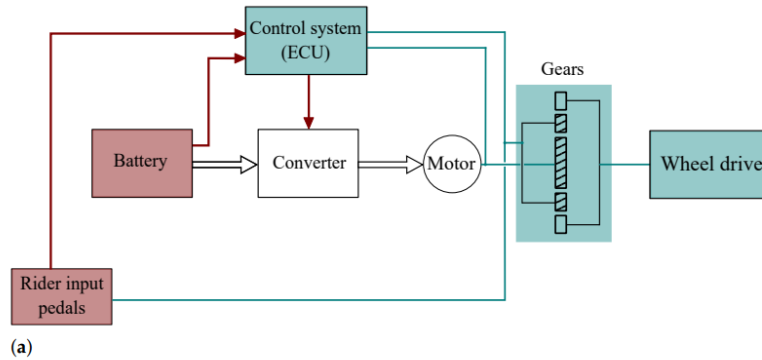 Control system
(ECU)
Gears
Battery
Converter
Motor
Wheel drive
Rider input
pedals
(a)